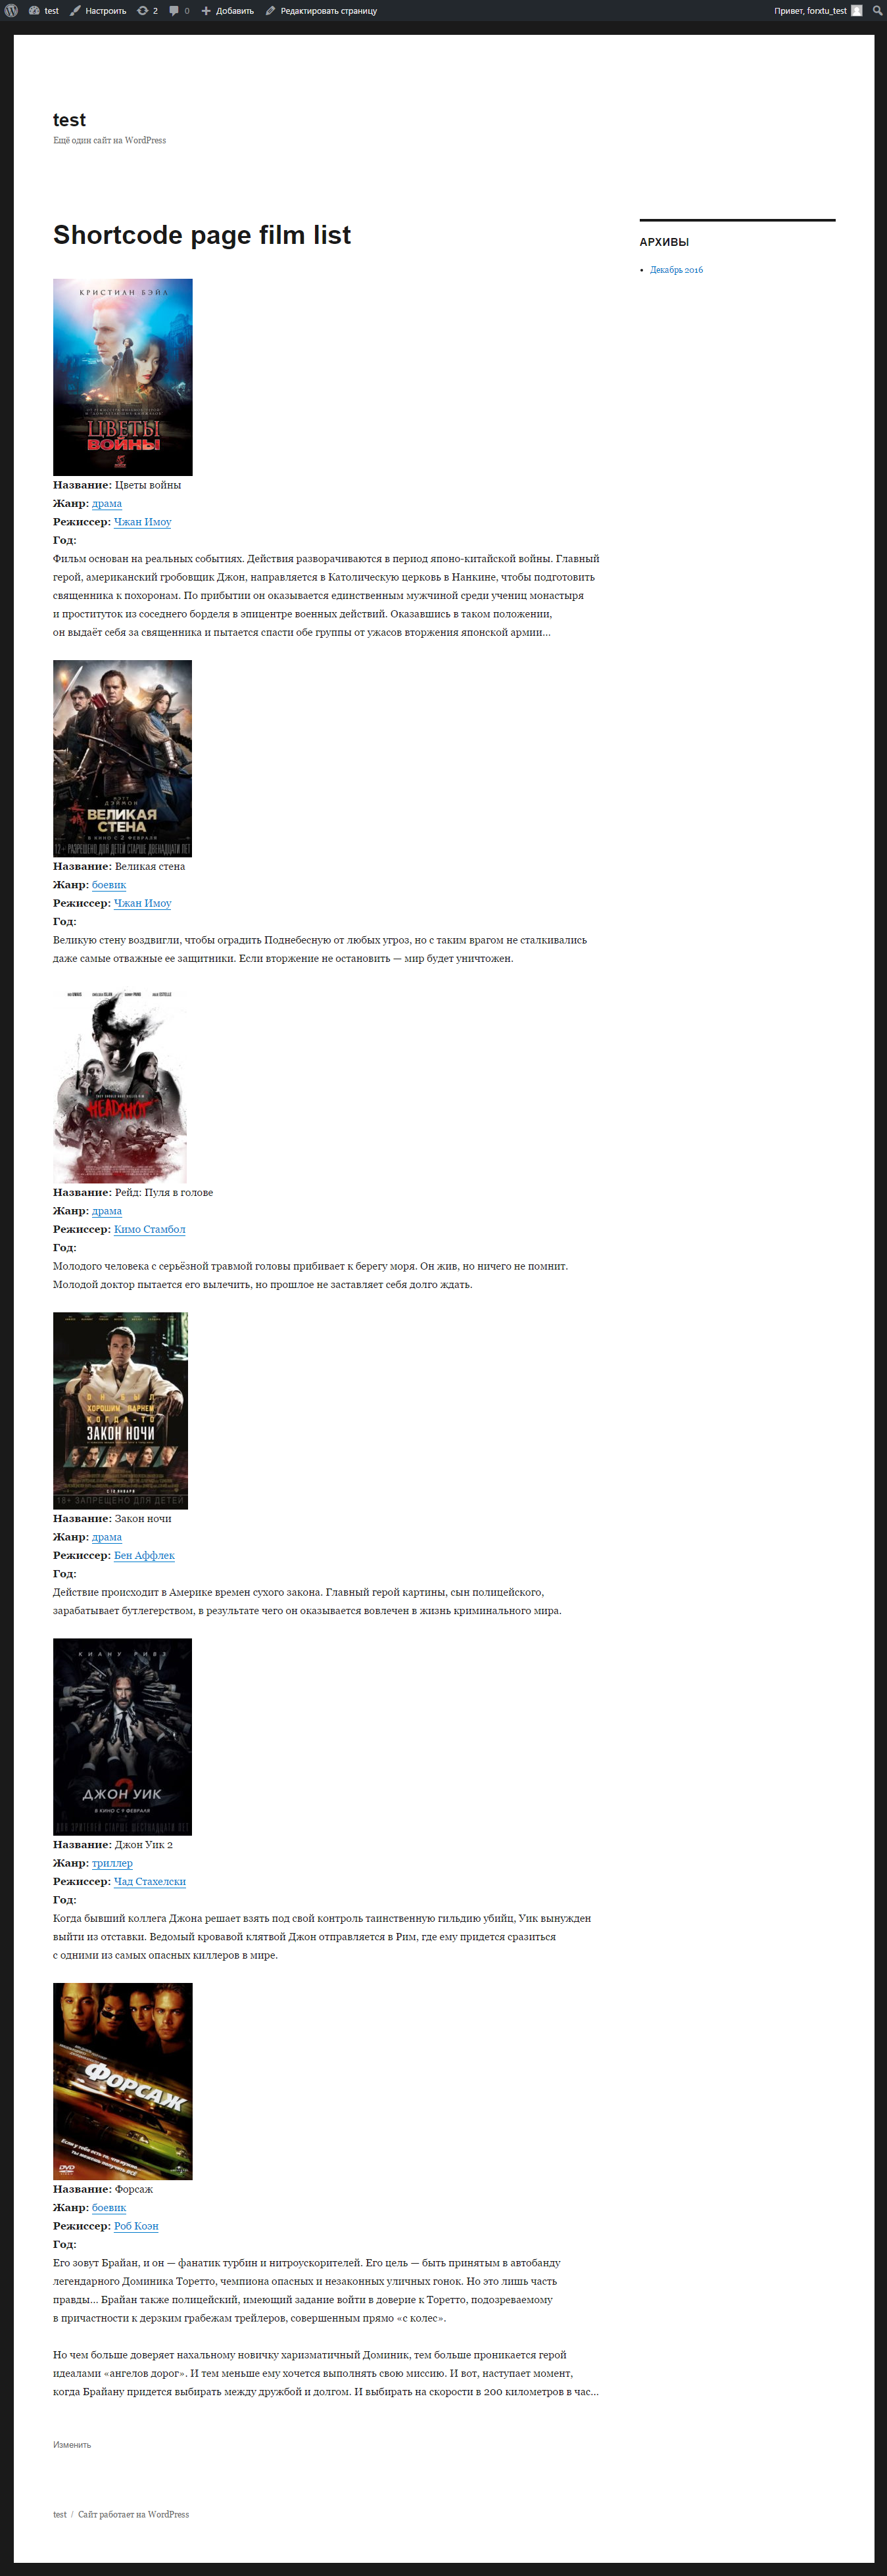 test
Настроить
2
0
Добавить
Редактировать страницу
Привет, forxtu_test
test
Ещё один сайт на WordPress
Shortcode page film list
АРХИВЫ
Декабрь 2016
КРИСТИАН БЭЙЛ
ЦВЕТЫ
ВОЙНЫ
Название: Цветы войны
Жанр: драма
Режиссер: Чжан Имоу
Год:
Фильм основан на реальных событиях. Действия разворачиваются в период японо-китайской войны. Главный
герой, американский гробовщик Джон, направляется в Католическую церковь в Нанкине, чтобы подготовить
священника к похоронам. По прибытии он оказывается единственным мужчиной среди учениц монастыря
и проституток из соседнего борделя в эпицентре военных действий. Оказавшись в таком положении,
он выдаёт себя за священника и пытается спасти обе группы от ужасов вторжения японской армии…
МЭТТ
ДЭЙМОН
ВЕЛИКАЯ
СТЕНА
В КИНО С 2 ФЕВРАЛЯ
12+ РАЗРЕШЕНО ДЛЯ ДЕТЕЙ СТАРШЕ ДВЕНАДЦАТИ ЛЕТ
Название: Великая стена
Жанр: боевик
Режиссер: Чжан Имоу
Год:
Великую стену воздвигли, чтобы оградить Поднебесную от любых угроз, но с таким врагом не сталкивались
даже самые отважные ее защитники. Если вторжение не остановить — мир будет уничтожен.
HEADSHOT
Название: Рейд: Пуля в голове
Жанр: драма
Режиссер: Кимо Стамбол
Год:
Молодого человека с серьёзной травмой головы прибивает к берегу моря. Он жив, но ничего не помнит.
Молодой доктор пытается его вылечить, но прошлое не заставляет себя долго ждать.
ОН БЫЛ
ХОРОШИМ ПАРНЕМ
КОГДА-ТО
ЗАКОН НОЧИ
18+ ЗАПРЕЩЕНО ДЛЯ ДЕТЕЙ
Название: Закон ночи
Жанр: драма
Режиссер: Бен Аффлек
Год:
Действие происходит в Америке времен сухого закона. Главный герой картины, сын полицейского,
зарабатывает бутлегерством, в результате чего он оказывается вовлечен в жизнь криминального мира.
КИАНУ РИВЗ
2
ДЖОН УИК
В КИНО С 9 ФЕВРАЛЯ
ДЛЯ ЗРИТЕЛЕЙ СТАРШЕ ШЕСТНАДЦАТИ ЛЕТ
Название: Джон Уик 2
Жанр: триллер
Режиссер: Чад Стахелски
Год:
Когда бывший коллега Джона решает взять под свой контроль таинственную гильдию убийц, Уик вынужден
выйти из отставки. Ведомый кровавой клятвой Джон отправляется в Рим, где ему придется сразиться
с одними из самых опасных киллеров в мире.
ФОРСАЖ
Если у тебя есть то, что нужно,
ты можешь получить ВСЁ
DVD
Название: Форсаж
Жанр: боевик
Режиссер: Роб Коэн
Год:
Его зовут Брайан, и он — фанатик турбин и нитроускорителей. Его цель — быть принятым в автобанду
легендарного Доминика Торетто, чемпиона опасных и незаконных уличных гонок. Но это лишь часть
правды… Брайан также полицейский, имеющий задание войти в доверие к Торетто, подозреваемому
в причастности к дерзким грабежам трейлеров, совершенным прямо «с колес».
Но чем больше доверяет нахальному новичку харизматичный Доминик, тем больше проникается герой
идеалами «ангелов дорог». И тем меньше ему хочется выполнять свою миссию. И вот, наступает момент,
когда Брайану придется выбирать между дружбой и долгом. И выбирать на скорости в 200 километров в час…
Изменить
test / Сайт работает на WordPress